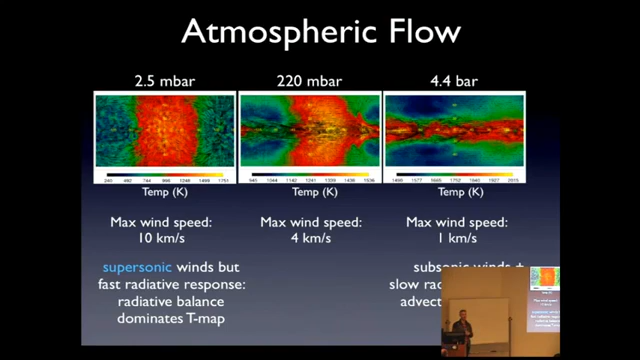 Atmospheric Flow
2.5 mbar
220 mbar
4.4 bar
Temp (K)
Temp (K)
Temp (K)
Max wind speed:
10 km/s
Max wind speed:
4 km/s
Max wind speed:
1 km/s
supersonic winds but
fast radiative response:
radiative balance
dominates T-map
subsonic winds +
slow